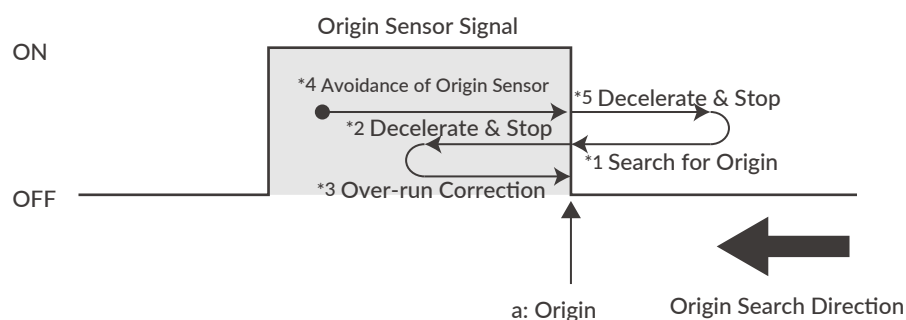 Origin Sensor Signal
ON
*4 Avoidance of Origin Sensor
*5 Decelerate & Stop
*2 Decelerate & Stop
*1 Search for Origin
*3 Over-run Correction
OFF
a: Origin
Origin Search Direction